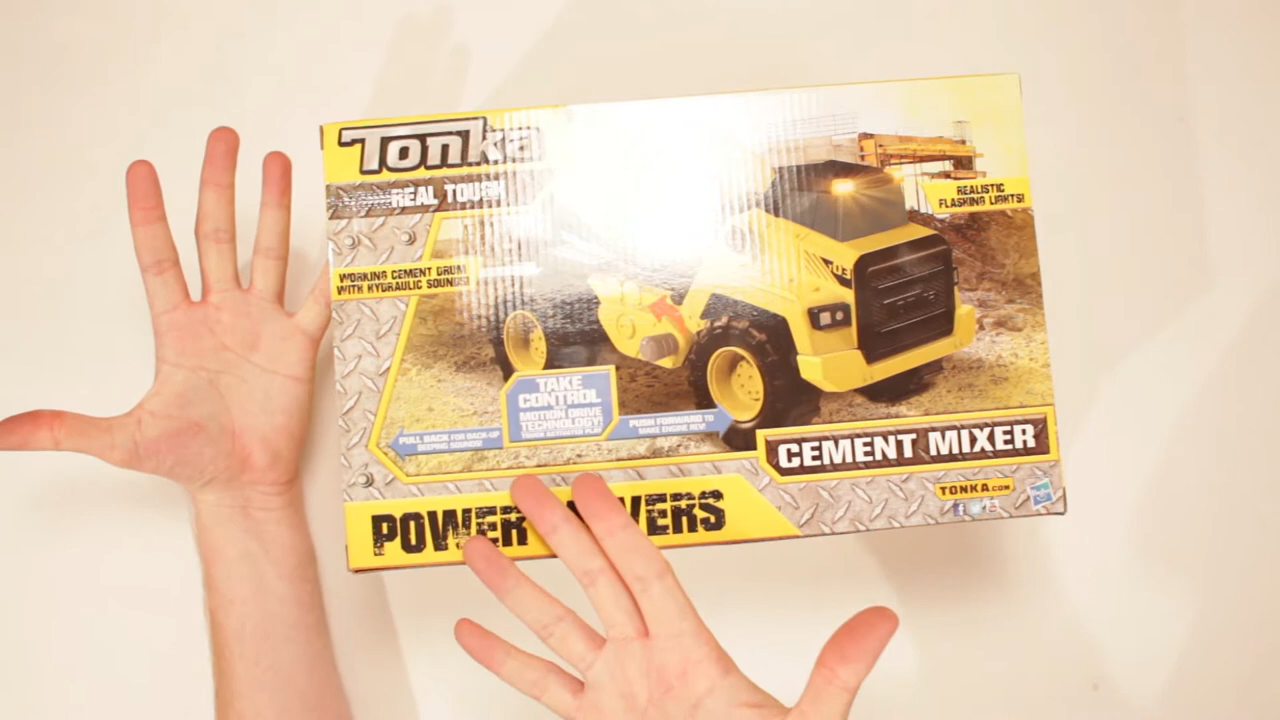 Tonka
REAL TOUGH
REALISTIC
FLASHING LIGHTS!
WORKING CEMENT DRUM
WITH HYDRAULIC SOUNDS!
03
TAKE
CONTROL
MOTION DRIVE
TECHNOLOGY!
PULL BACK FOR BACK-UP
BEEPING SOUNDS!
PUSH FORWARD TO
MAKE ENGINE REV!
CEMENT MIXER
TONKA.COM
POWER VERS